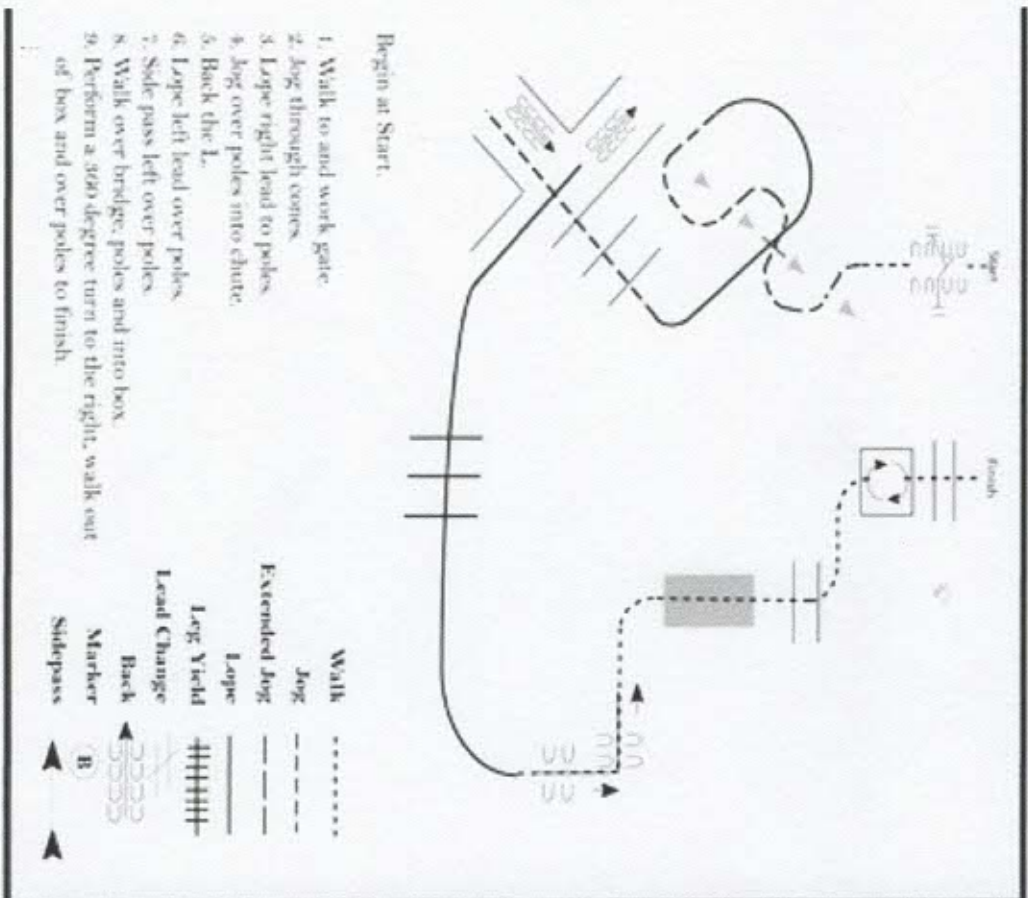 Start
Finish
Begin at Start.
1. Walk to and work gate.
2. Jog through cones.
3. Lope right lead to poles.
4. Jog over poles into chute.
5. Back the L.
6. Lope left lead over poles.
7. Side pass left over poles.
8. Walk over bridge, poles and into box.
9. Perform a 360 degree turn to the right, walk out
of box and over poles to finish.
Walk
Jog
Extended Jog
Lope
Leg Yield
Lead Change
Back
Marker
B
Sidepass